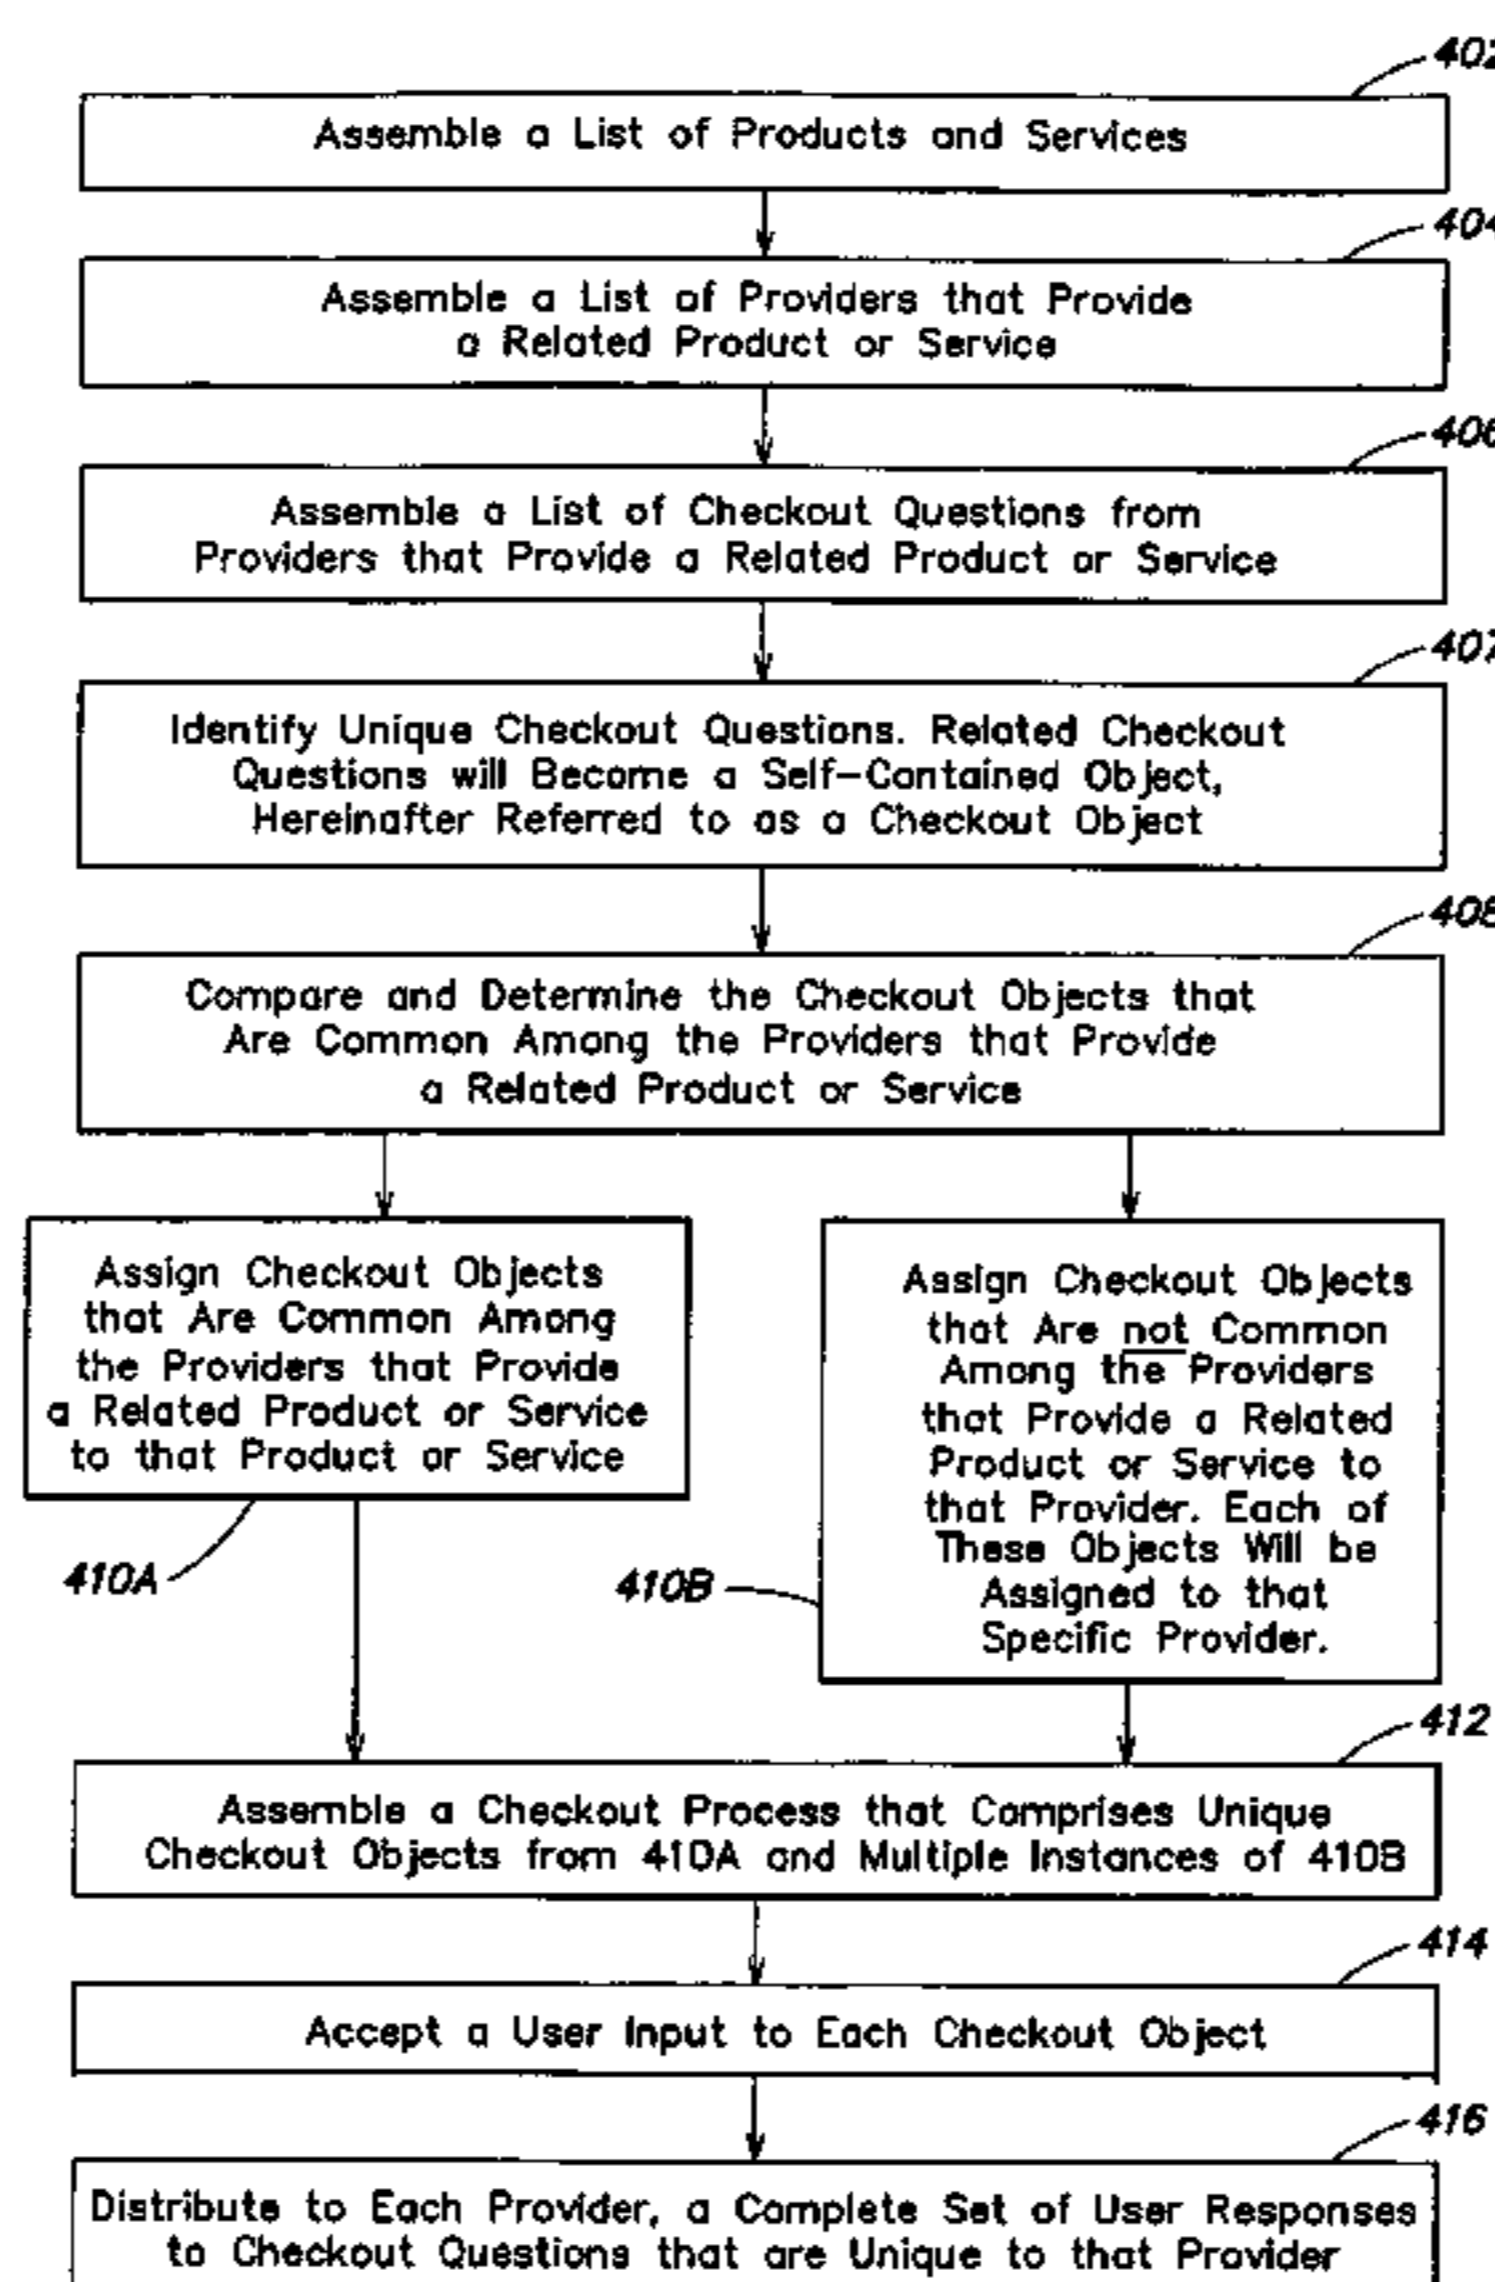 402
Assemble a List of Products and Services
404
Assemble a List of Providers that Provide
a Related Product or Service
406
Assemble a List of Checkout Questions from
Providers that Provide a Related Product or Service
407
Identify Unique Checkout Questions. Related Checkout
Questions will Become a Self-Contained Object,
Hereinafter Referred to as a Checkout Object
408
Compare and Determine the Checkout Objects that
Are Common Among the Providers that Provide
a Related Product or Service
Assign Checkout Objects
that Are Common Among
the Providers that Provide
a Related Product or Service
to that Product or Service
410A
Assign Checkout Objects
that Are not Common
Among the Providers
that Provide a Related
Product or Service to
that Provider. Each of
These Objects Will be
Assigned to that
Specific Provider.
410B
412
Assemble a Checkout Process that Comprises Unique
Checkout Objects from 410A and Multiple Instances of 410B
414
Accept a User Input to Each Checkout Object
416
Distribute to Each Provider, a Complete Set of User Responses
to Checkout Questions that are Unique to that Provider